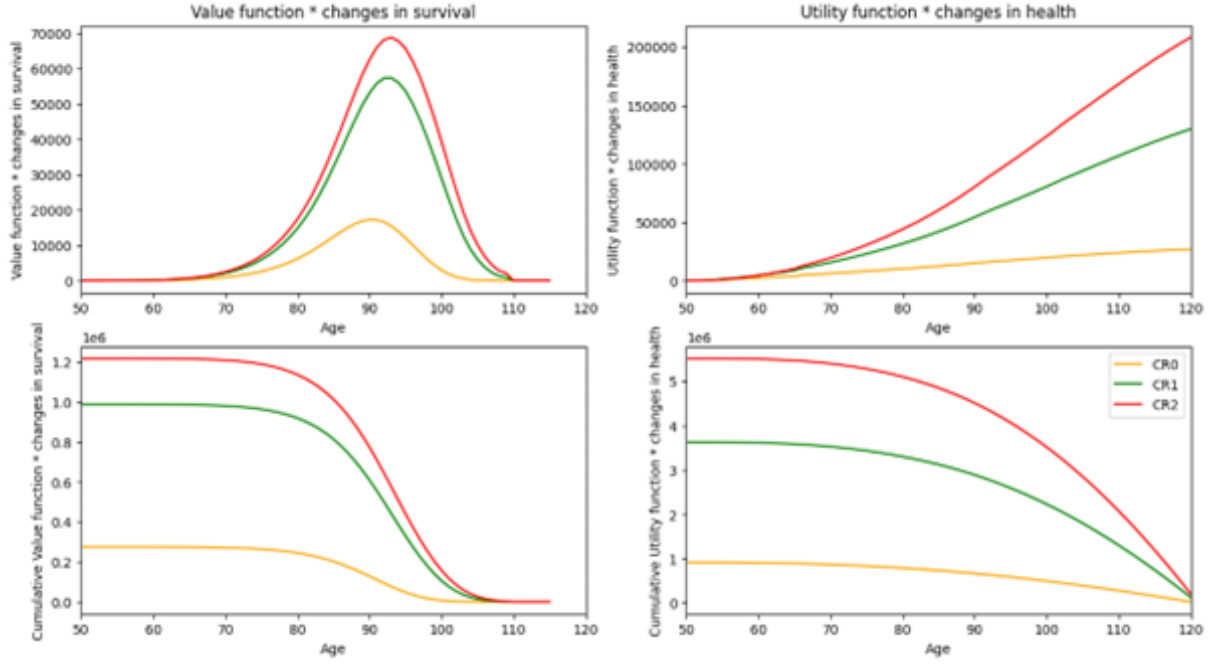 Value function * changes in survival
Value function * changes in survival
70000
60000
50000
40000
30000
20000
10000
0
50 60 70 80 90 100 110 120
Age
Utility function * changes in health
Utility function * changes in health
200000
150000
100000
50000
0
50 60 70 80 90 100 110 120
Age
Cumulative Value function * changes in survival
1e6
1.2
1.0
0.8
0.6
0.4
0.2
0.0
50 60 70 80 90 100 110 120
Age
Cumulative Utility function * changes in health
1e6
5
4
3
2
1
0
CR0
CR1
CR2
50 60 70 80 90 100 110 120
Age